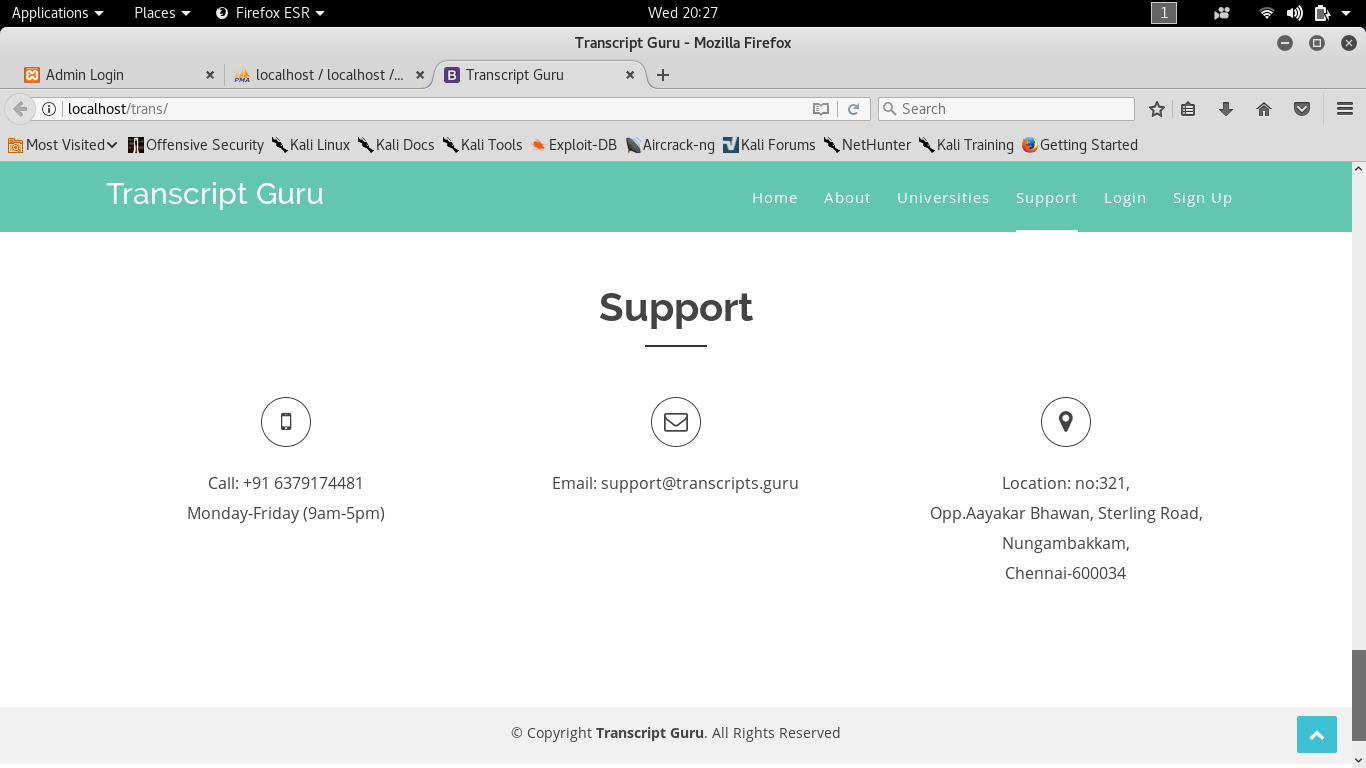 Applications Places Firefox ESR Wed 20:27 1
Transcript Guru - Mozilla Firefox
Admin Login localhost / localhost /... Transcript Guru
localhost/trans/ Search
Most Visited Offensive Security Kali Linux Kali Docs Kali Tools Exploit-DB Aircrack-ng Kali Forums NetHunter Kali Training Getting Started
Transcript Guru Home About Universities Support Login Sign Up
Support
Call: +91 6379174481
Monday-Friday (9am-5pm)
Email: support@transcripts.guru
Location: no:321,
Opp.Aayakar Bhawan, Sterling Road,
Nungambakkam,
Chennai-600034
© Copyright Transcript Guru. All Rights Reserved